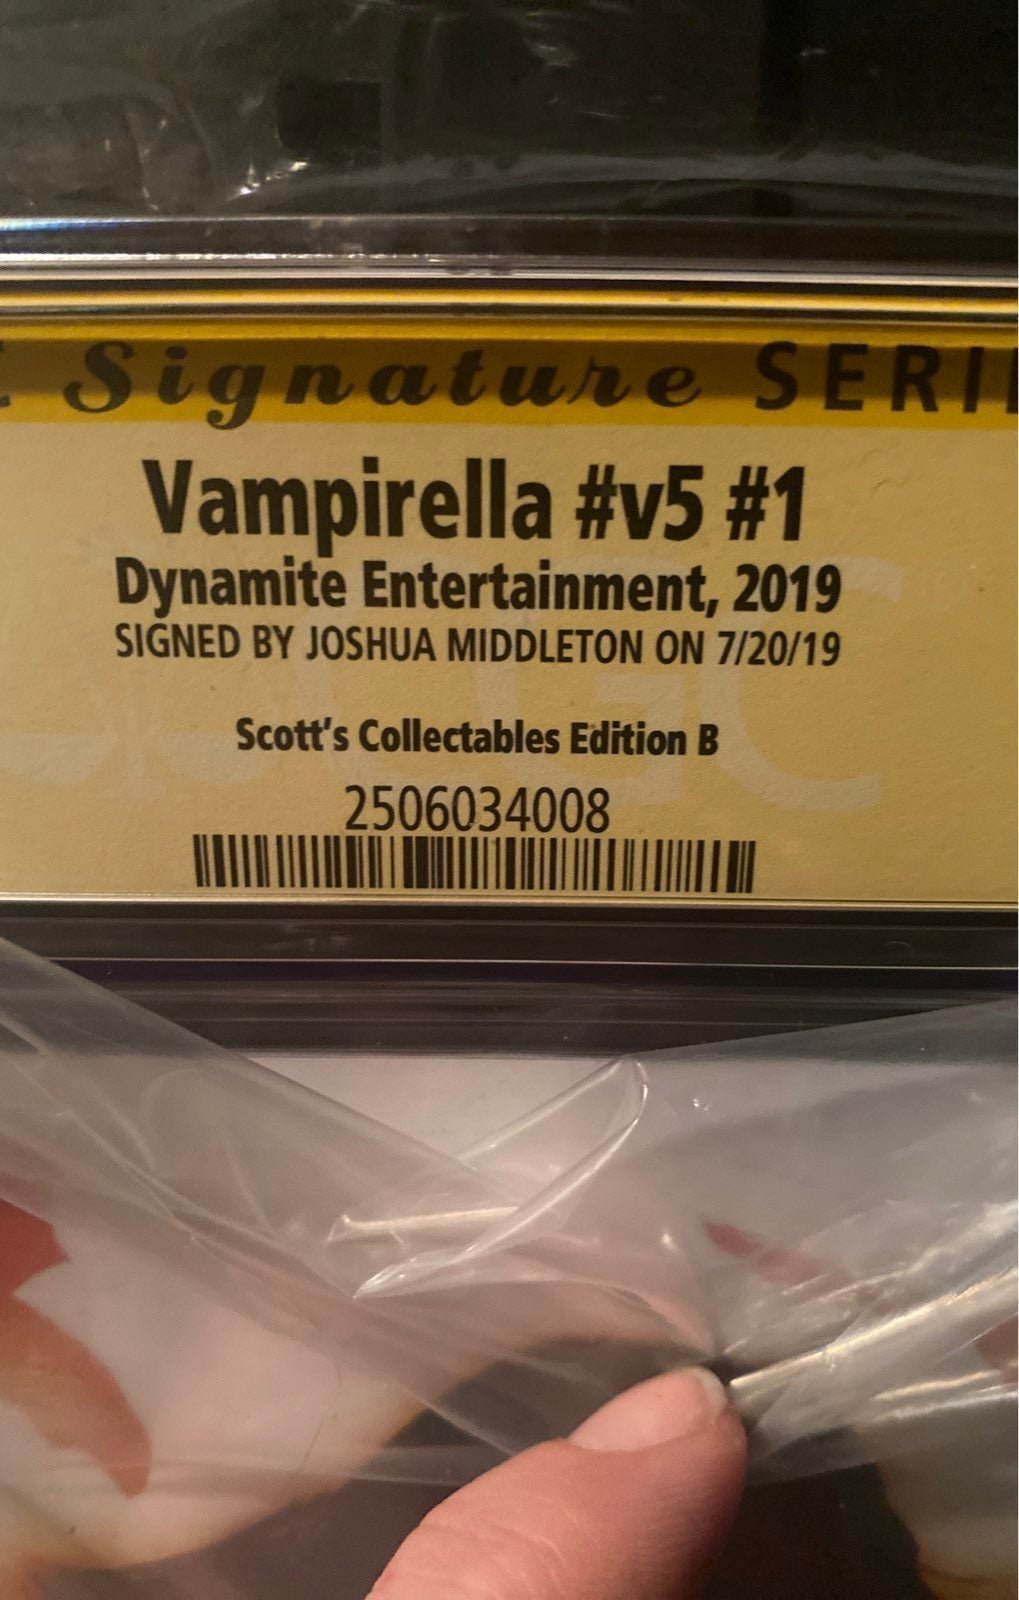 Signature SERI
Vampirella #v5 #1
Dynamite Entertainment, 2019
SIGNED BY JOSHUA MIDDLETON ON 7/20/19
Scott's Collectables Edition B
2506034008
CGC